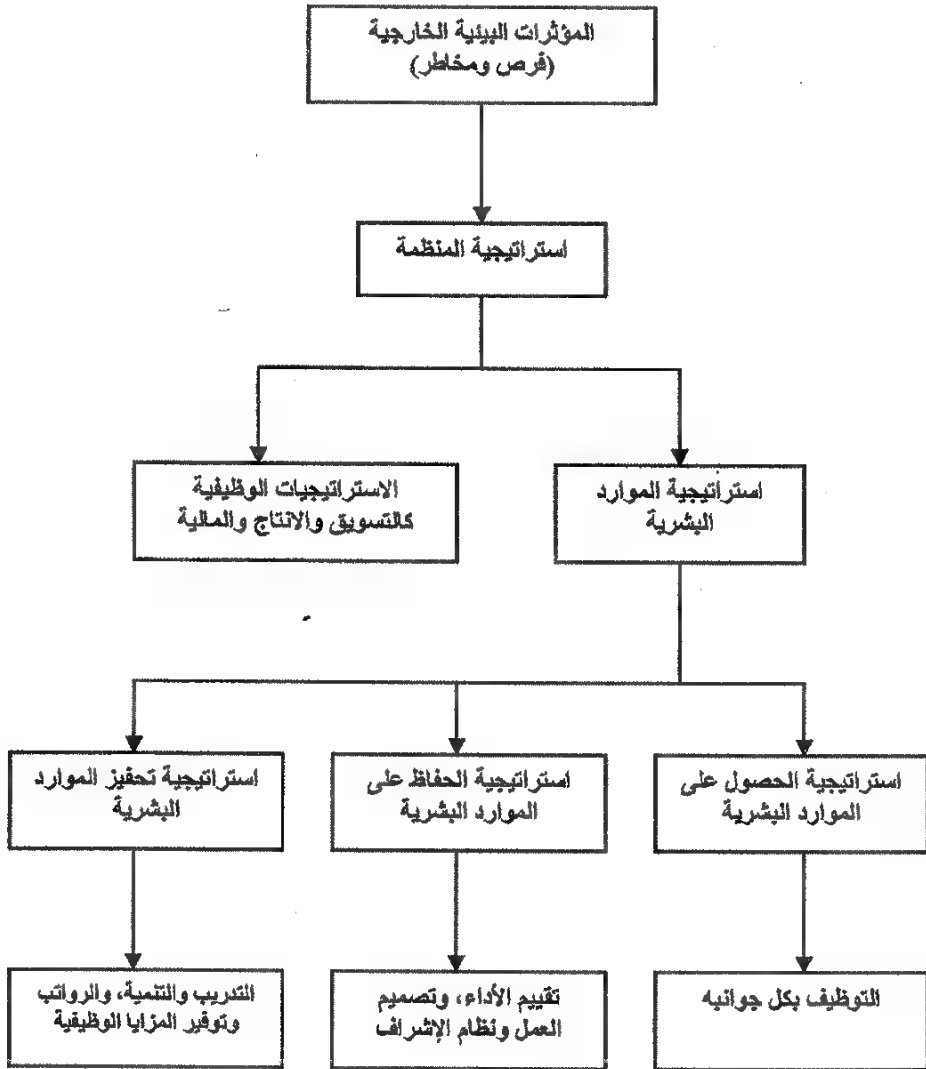 المؤثرات البيئية الخارجية
(فرص ومخاطر)
استراتيجية المنظمة
استراتيجية الموارد
البشرية
الاستراتيجيات الوظيفية
كالتسويق والانتاج والمالية
استراتيجية الحصول على
الموارد البشرية
استراتيجية الحفاظ على
الموارد البشرية
استراتيجية تحفيز الموارد
البشرية
التوظيف بكل جوانبه
تقييم الأداء، وتصميم
العمل ونظام الإشراف
التدريب والتنمية، والرواتب
وتوفير المزايا الوظيفية